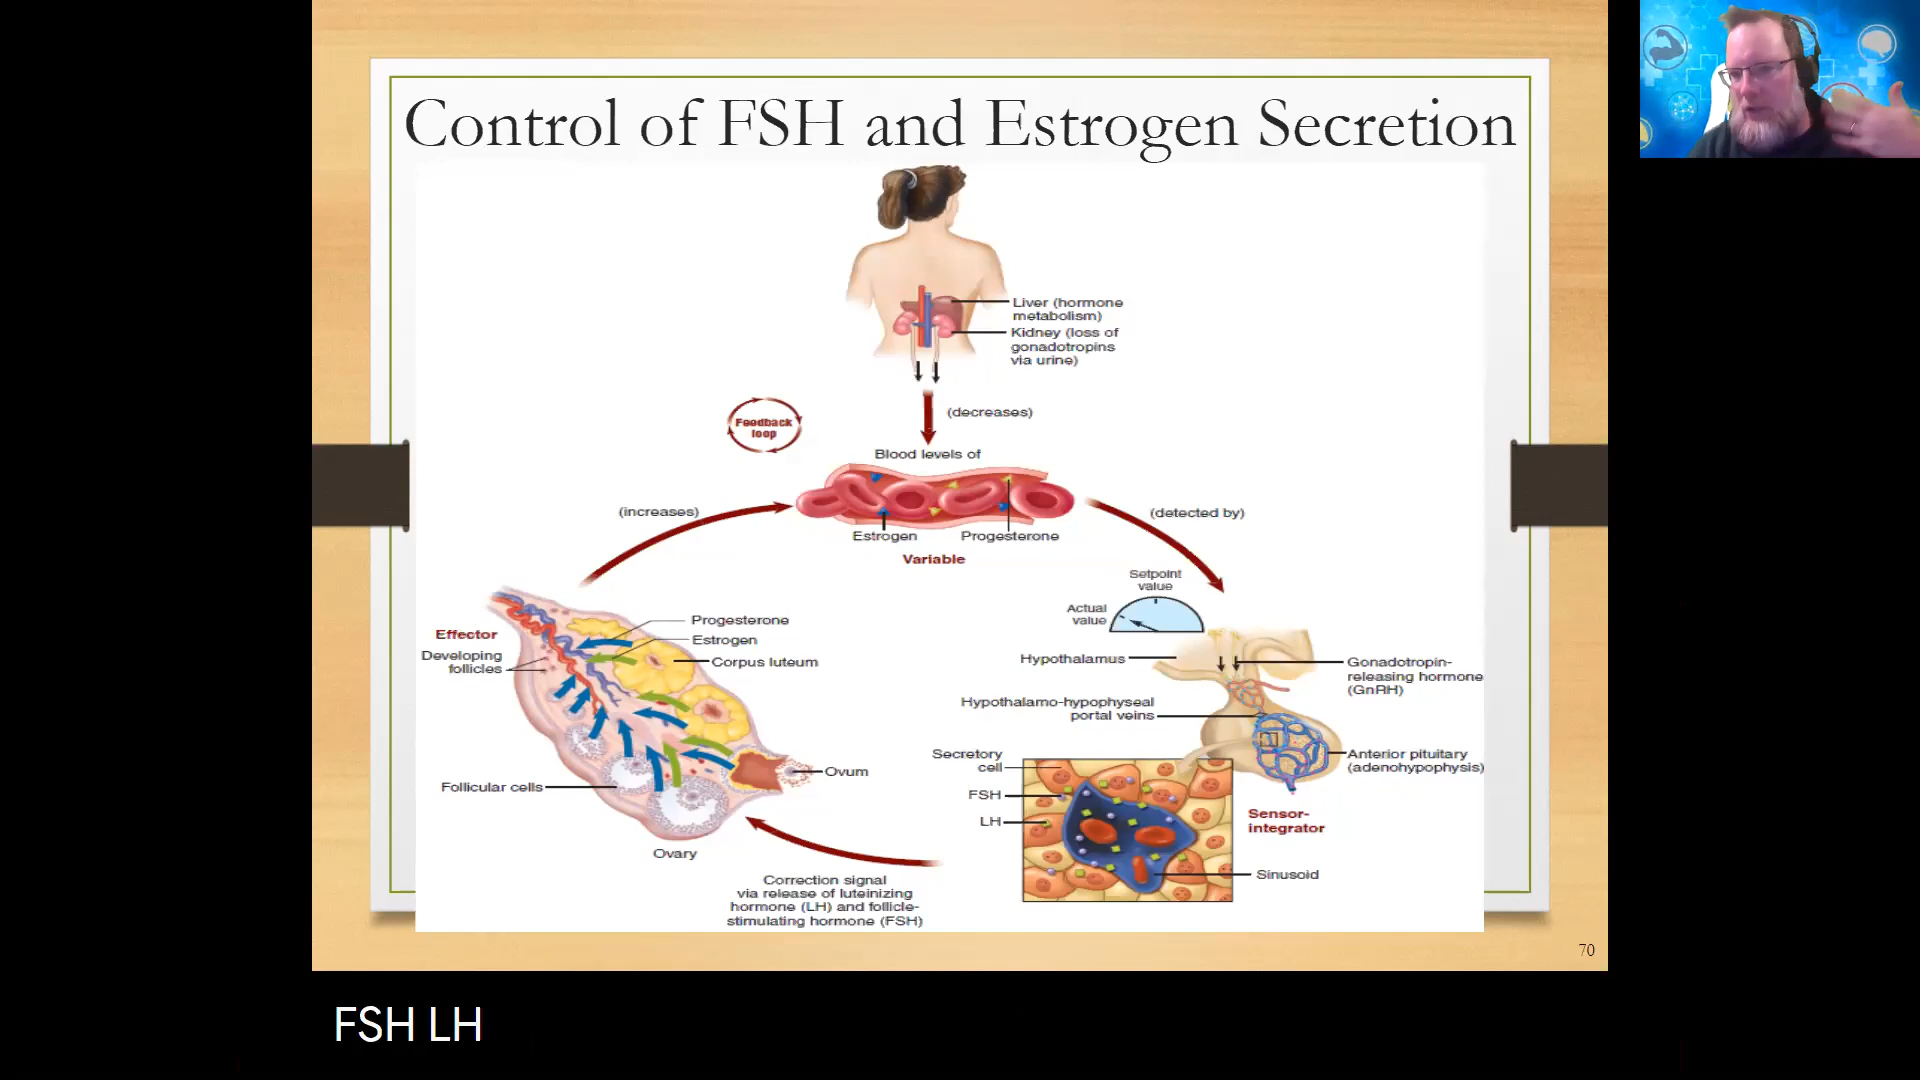 Control of FSH and Estrogen Secretion
Liver (hormone
metabolism)
Kidney (loss of
gonadotropins
via urine)
(decreases)
Feedback
loop
Blood levels of
(increases)
(detected by)
Estrogen
Progesterone
Variable
Setpoint
value
Actual
value
Effector
Developing
follicles
Progesterone
Estrogen
Corpus luteum
Hypothalamus
Gonadotropin-
releasing hormone
(GnRH)
Hypothalamo-hypophyseal
portal veins
Secretory
cell
Anterior pituitary
(adenohypophysis)
Ovum
Follicular cells
FSH
LH
Sensor-
integrator
Ovary
Sinusoid
Correction signal
via release of luteinizing
hormone (LH) and follicle-
stimulating hormone (FSH)
70
FSH LH